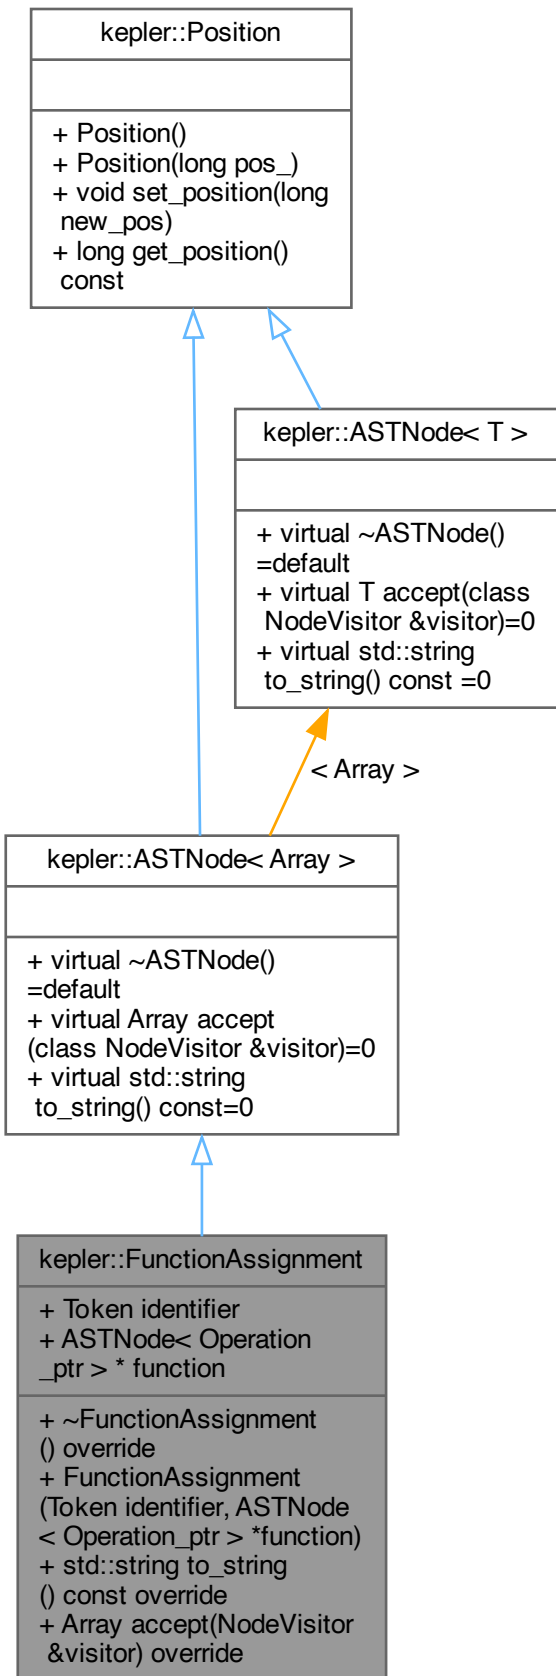 kepler::Position
+ Position()
+ Position(long pos_)
+ void set_position(long
new_pos)
+ long get_position()
const
kepler::ASTNode< T >
+ virtual ~ASTNode()
=default
+ virtual T accept(class
NodeVisitor &visitor)=0
+ virtual std::string
to_string() const =0
< Array >
kepler::ASTNode< Array >
+ virtual ~ASTNode()
=default
+ virtual Array accept
(class NodeVisitor &visitor)=0
+ virtual std::string
to_string() const=0
kepler::FunctionAssignment
+ Token identifier
+ ASTNode< Operation
_ptr > * function
+ ~FunctionAssignment
() override
+ FunctionAssignment
(Token identifier, ASTNode
< Operation_ptr > *function)
+ std::string to_string
() const override
+ Array accept(NodeVisitor
&visitor) override